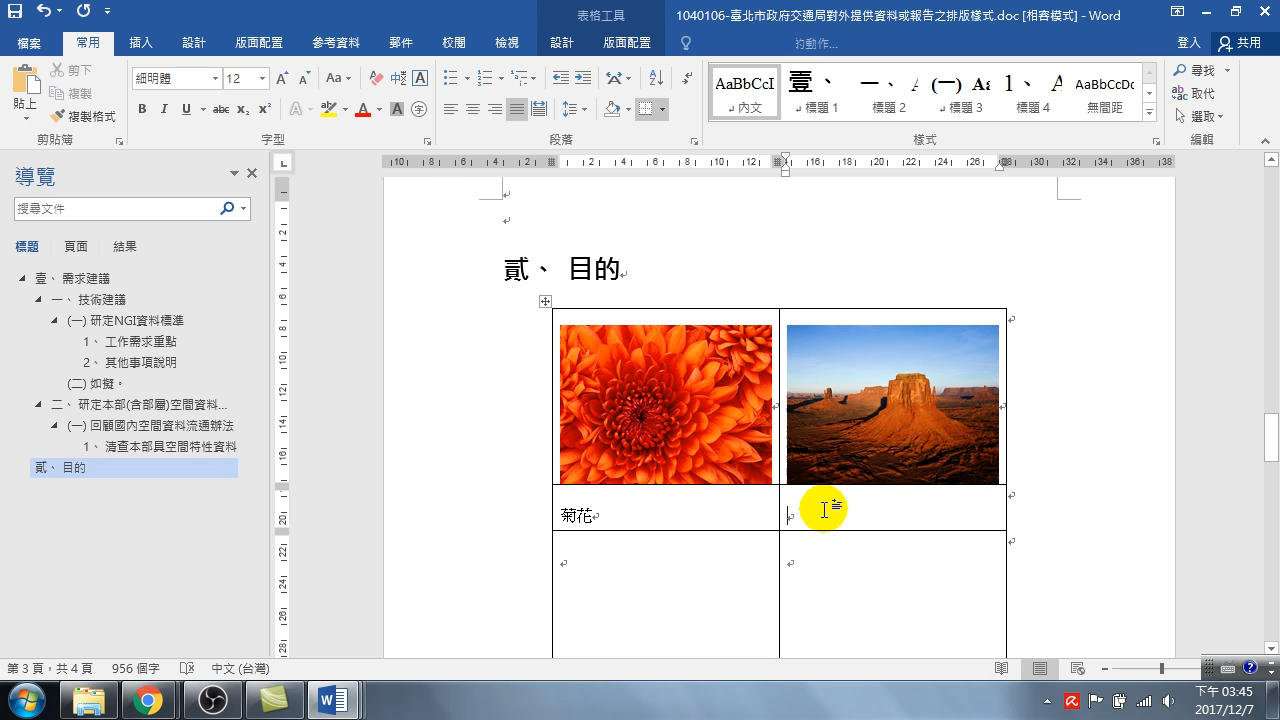 表格工具
1040106-臺北市政府交通局對外提供資料或報告之排版樣式.doc [相容模式] - Word
檔案 常用 插入 設計 版面配置 參考資料 郵件 校閱 檢視 設計 版面配置 的動作... 登入 共用
貼上 剪下 複製 複製格式
細明體 12
AaBbCcI 壹、 一、 (一) 1、 AaBbCcDc
內文 標題 1 標題 2 標題 3 標題 4 無間距
尋找 取代 選取
剪貼簿 字型 段落 樣式 編輯
導覽
搜尋文件
標題 頁面 結果
壹、 需求建議
一、 技術建議
(一) 研定NGI資料標準
1、 工作需求重點
2、 其他事項說明
(二) 如擬。
二、 研定本部(含部屬)空間資料...
(一) 回顧國內空間資料流通辦法
1、 清查本部具空間特性資料
貳、 目的
貳、 目的
菊花
第 3 頁，共 4 頁 956 個字 中文 (台灣)
下午 03:45
2017/12/7